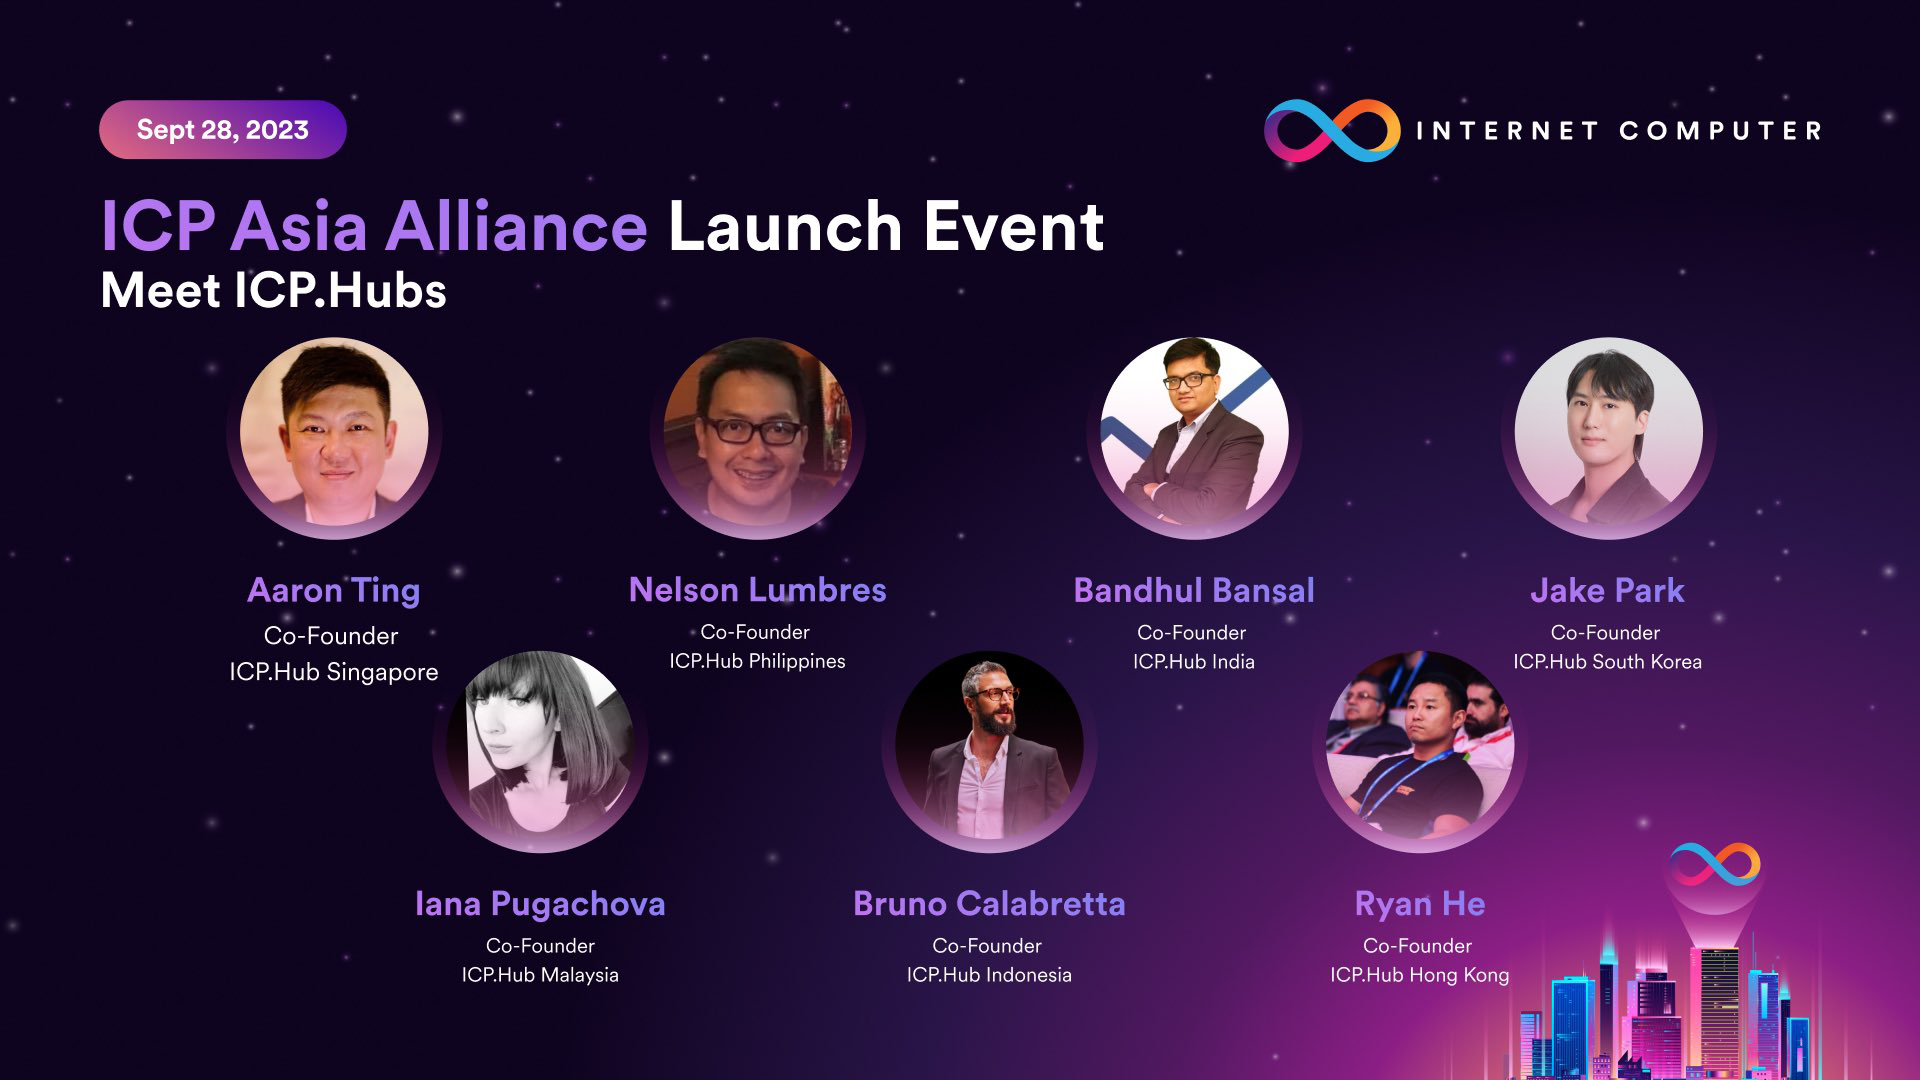 Sept 28, 2023
INTERNET COMPUTER
ICP Asia Alliance Launch Event
Meet ICP.Hubs
Aaron Ting
Co-Founder
ICP.Hub Singapore
Nelson Lumbres
Co-Founder
ICP.Hub Philippines
Bandhul Bansal
Co-Founder
ICP.Hub India
Jake Park
Co-Founder
ICP.Hub South Korea
Iana Pugachova
Co-Founder
ICP.Hub Malaysia
Bruno Calabretta
Co-Founder
ICP.Hub Indonesia
Ryan He
Co-Founder
ICP.Hub Hong Kong